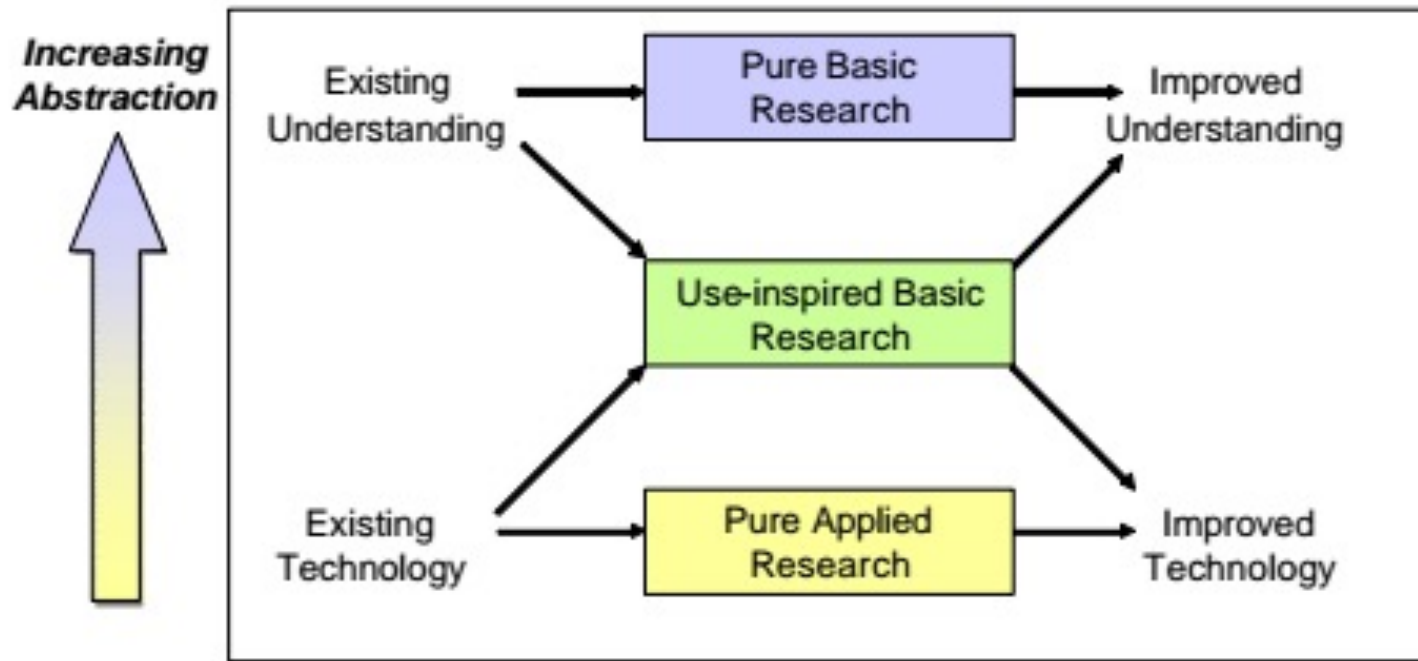 Increasing
Abstraction
Existing
Understanding
Pure Basic
Research
Improved
Understanding
Use-inspired Basic
Research
Existing
Technology
Pure Applied
Research
Improved
Technology